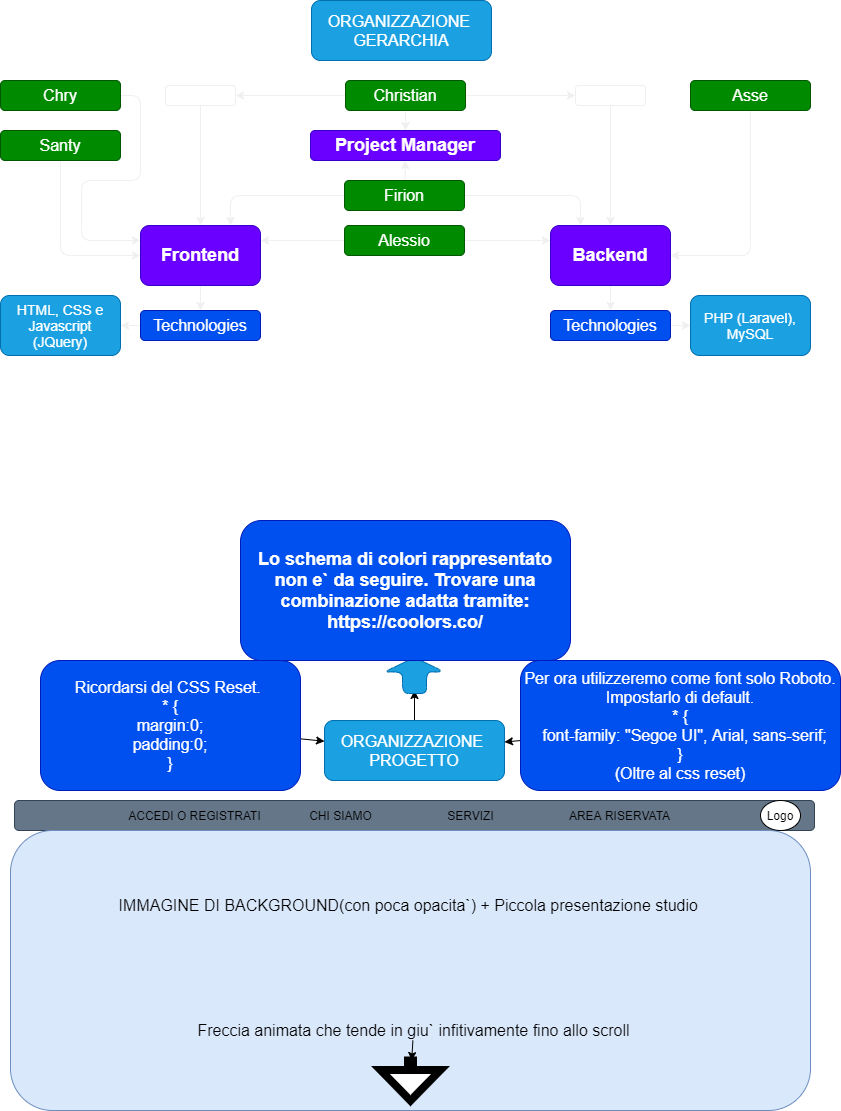 ORGANIZZAZIONE
GERARCHIA
Chry
Christian
Asse
Santy
Project Manager
Firion
Alessio
Frontend
Backend
HTML, CSS e
Javascript
(JQuery)
Technologies
Technologies
PHP (Laravel),
MySQL
Lo schema di colori rappresentato
non e` da seguire. Trovare una
combinazione adatta tramite:
https://coolors.co/
Ricordarsi del CSS Reset.
* {
margin:0;
padding:0;
}
ORGANIZZAZIONE
PROGETTO
Per ora utilizzeremo come font solo Roboto.
Impostarlo di default.
* {
font-family: "Segoe UI", Arial, sans-serif;
}
(Oltre al css reset)
ACCEDI O REGISTRATI
CHI SIAMO
SERVIZI
AREA RISERVATA
Logo
IMMAGINE DI BACKGROUND(con poca opacita`) + Piccola presentazione studio
Freccia animata che tende in giu` infitivamente fino allo scroll